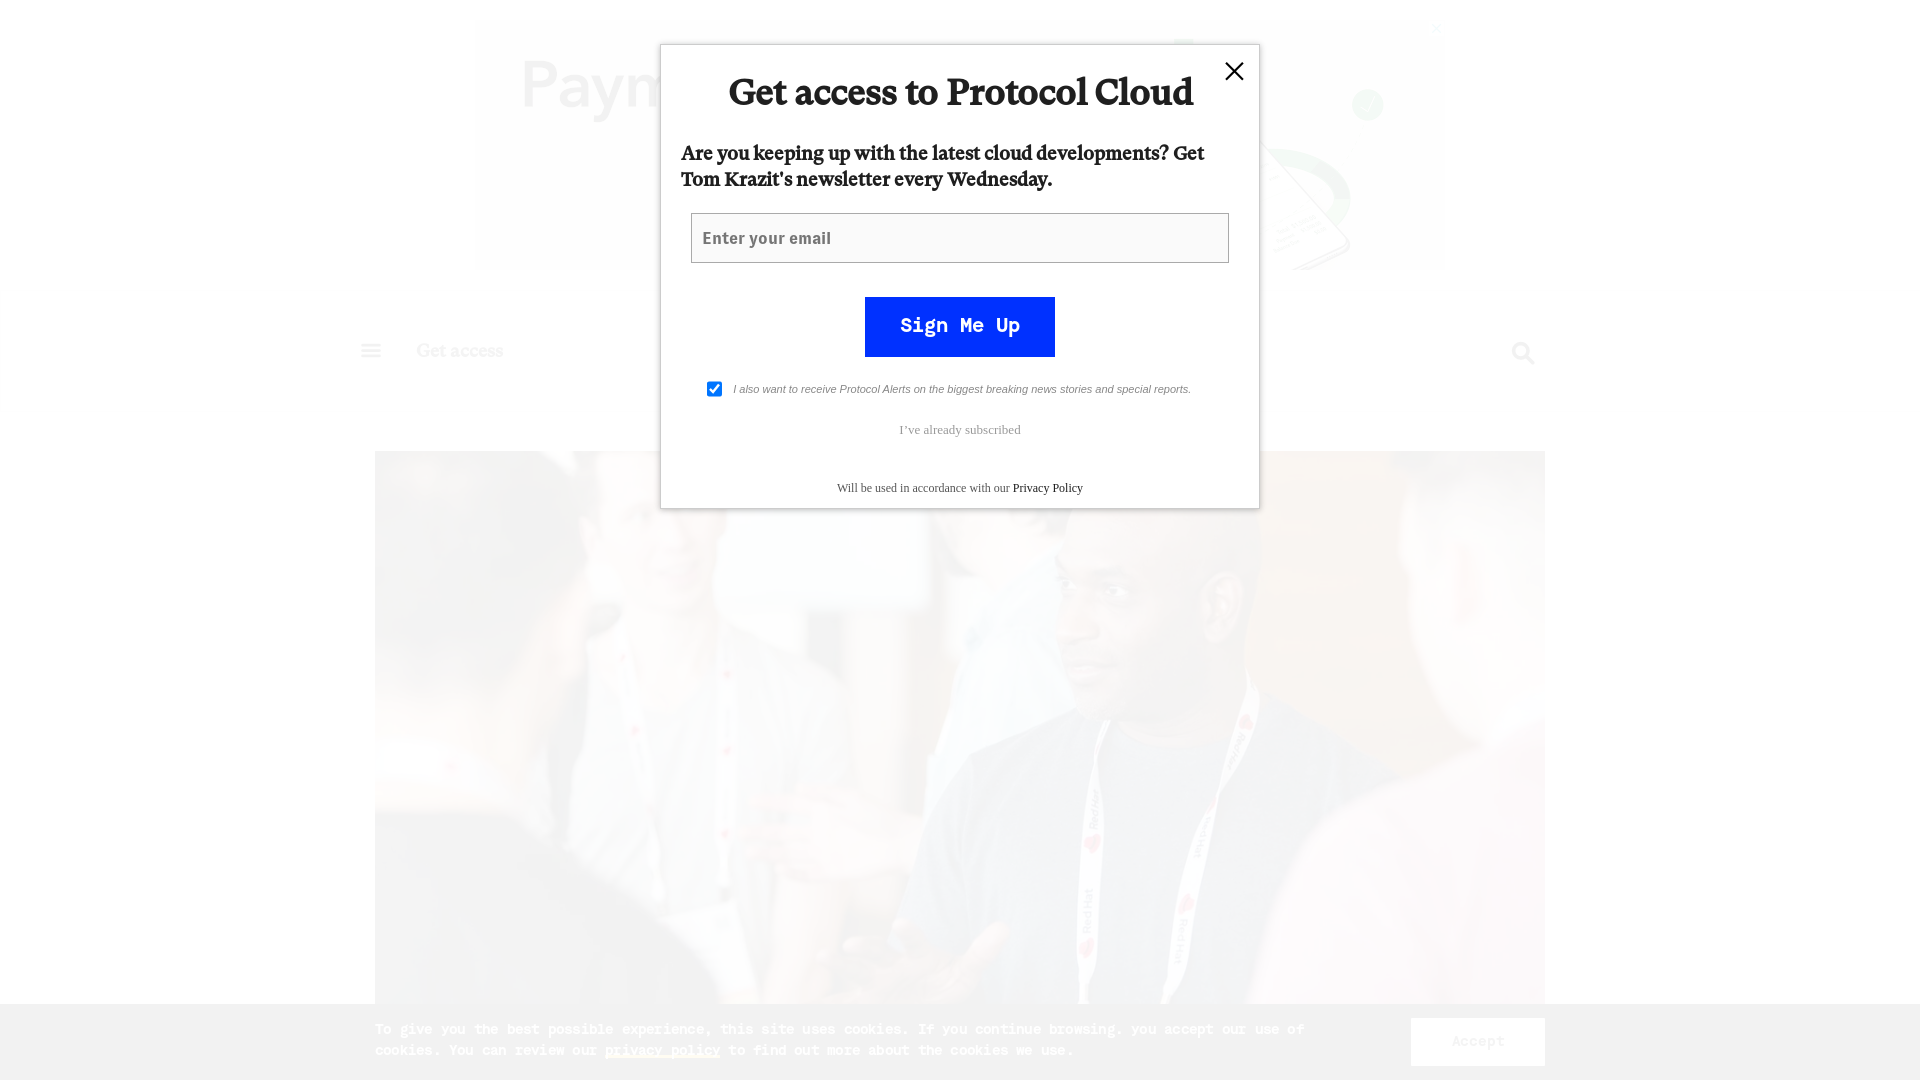 Paym
Get access to Protocol Cloud
Are you keeping up with the latest cloud developments? Get
Tom Krazit's newsletter every Wednesday.
Enter your email
Sign Me Up
Get access
I also want to receive Protocol Alerts on the biggest breaking news stories and special reports.
I’ve already subscribed
Will be used in accordance with our Privacy Policy
To give you the best possible experience, this site uses cookies. If you continue browsing. you accept our use of
cookies. You can review our privacy policy to find out more about the cookies we use.
Accept